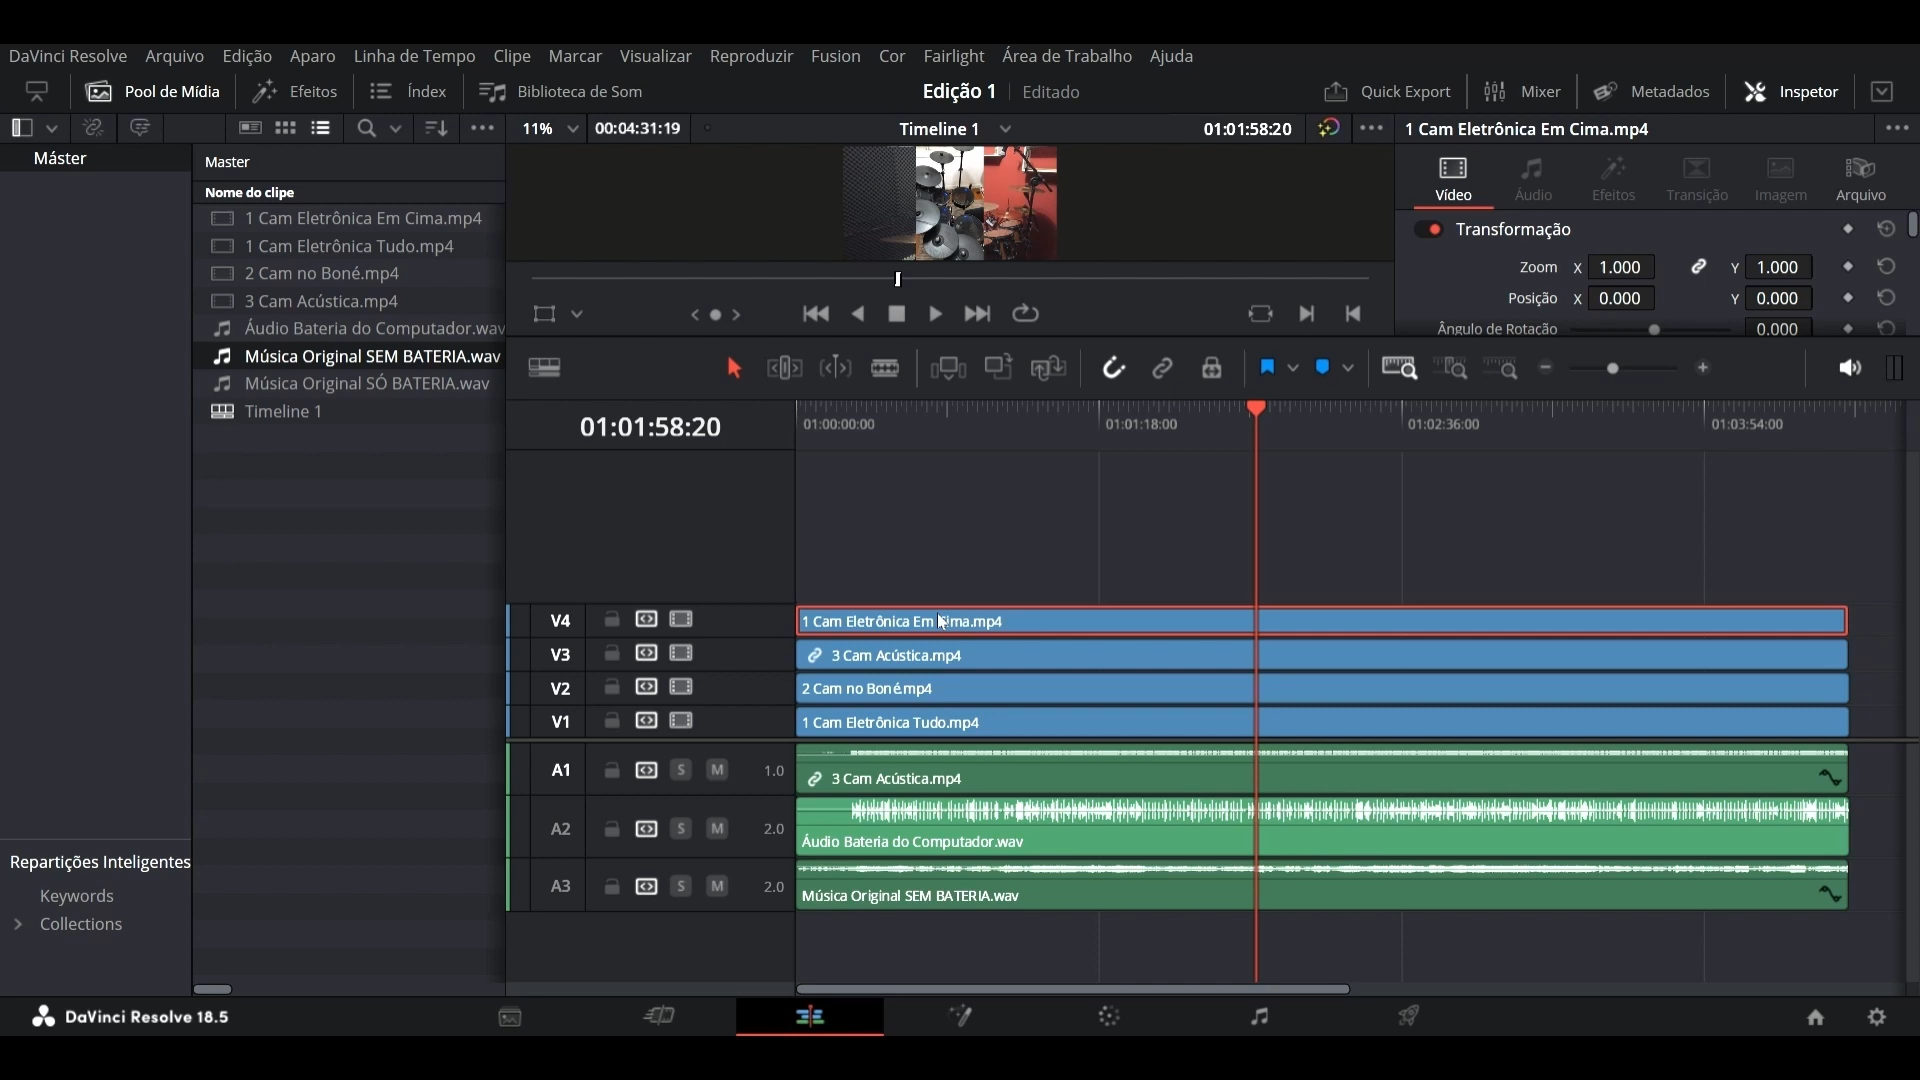 DaVinci Resolve Arquivo Edição Aparo Linha de Tempo Clipe Marcar Visualizar Reproduzir Fusion Cor Fairlight Área de Trabalho Ajuda
Pool de Mídia Efeitos Índex Biblioteca de Som Edição 1 Editado Quick Export Mixer Metadados Inspetor
11% 00:04:31:19 Timeline 1 01:01:58:20 1 Cam Eletrônica Em Cima.mp4
Máster
Master
Nome do clipe
1 Cam Eletrônica Em Cima.mp4
1 Cam Eletrônica Tudo.mp4
2 Cam no Boné.mp4
3 Cam Acústica.mp4
Áudio Bateria do Computador.wav
Música Original SEM BATERIA.wav
Música Original SÓ BATERIA.wav
Timeline 1
Vídeo Áudio Efeitos Transição Imagem Arquivo
Transformação
Zoom X 1.000 Y 1.000
Posição X 0.000 Y 0.000
Ângulo de Rotação 0.000
01:01:58:20
01:00:00:00 01:01:18:00 01:02:36:00 01:03:54:00
V4 1 Cam Eletrônica Em Cima.mp4
V3 3 Cam Acústica.mp4
V2 2 Cam no Boné.mp4
V1 1 Cam Eletrônica Tudo.mp4
A1 S M 1.0 3 Cam Acústica.mp4
A2 S M 2.0 Áudio Bateria do Computador.wav
A3 S M 2.0 Música Original SEM BATERIA.wav
Repartições Inteligentes
Keywords
Collections
DaVinci Resolve 18.5